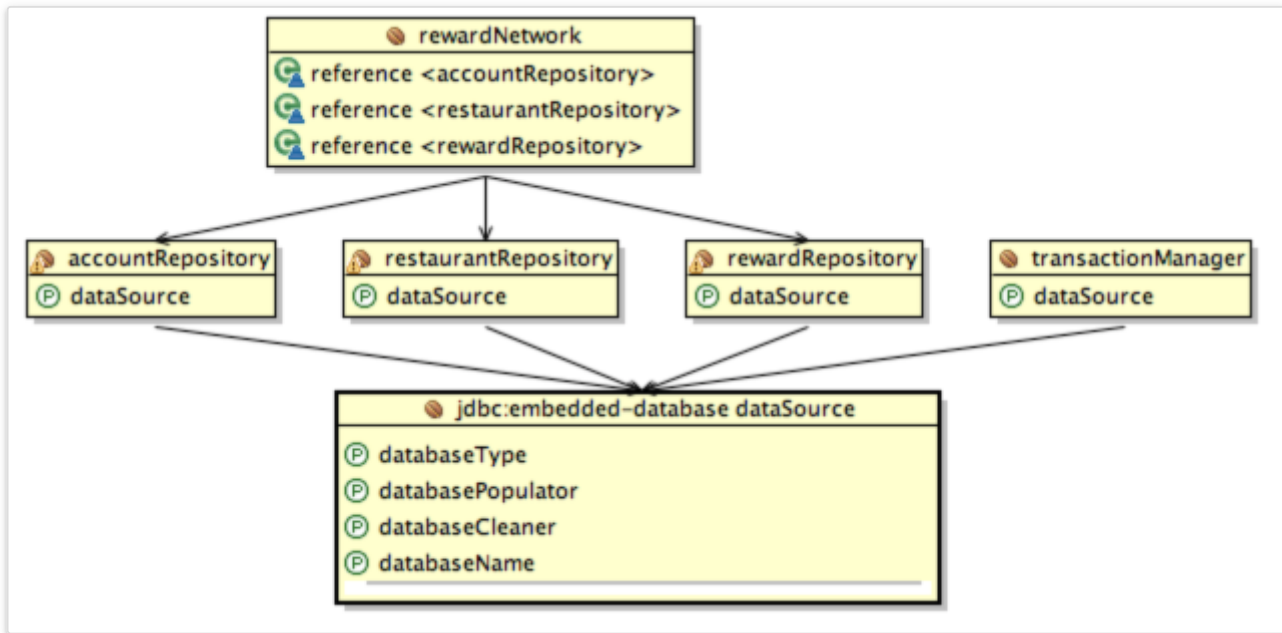 rewardNetwork
reference <accountRepository>
reference <restaurantRepository>
reference <rewardRepository>
accountRepository
dataSource
restaurantRepository
dataSource
rewardRepository
dataSource
transactionManager
dataSource
jdbc:embedded-database dataSource
databaseType
databasePopulator
databaseCleaner
databaseName